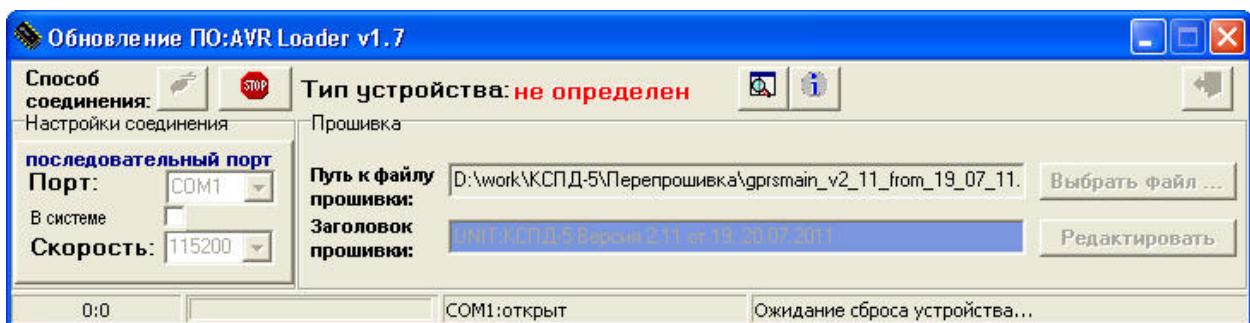 Обновление ПО:AVR Loader v1.7
Способ соединения:
STOP
Тип устройства: не определен
Настройки соединения
Прошивка
последовательный порт
Порт: COM1
В системе
Скорость: 115200
Путь к файлу прошивки:
D:\work\КСПД-5\Перепрошивка\gprsmain_v2_11_from_19_07_11.
Выбрать файл ...
Заголовок прошивки:
UNIT:КСПД-5 Версия 2.11 от 19, 20.07.2011
Редактировать
0:0
COM1:открыт
Ожидание сброса устройства...